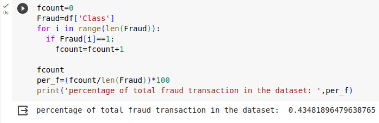 fcount=0
Fraud=df['Class']
for i in range(len(Fraud)):
  if Fraud[i]==1:
    fcount=fcount+1
fcount
per_f=(fcount/len(Fraud))*100
print('percentage of total fraud transaction in the dataset: ',per_f)
percentage of total fraud transaction in the dataset:  0.43481896479638765